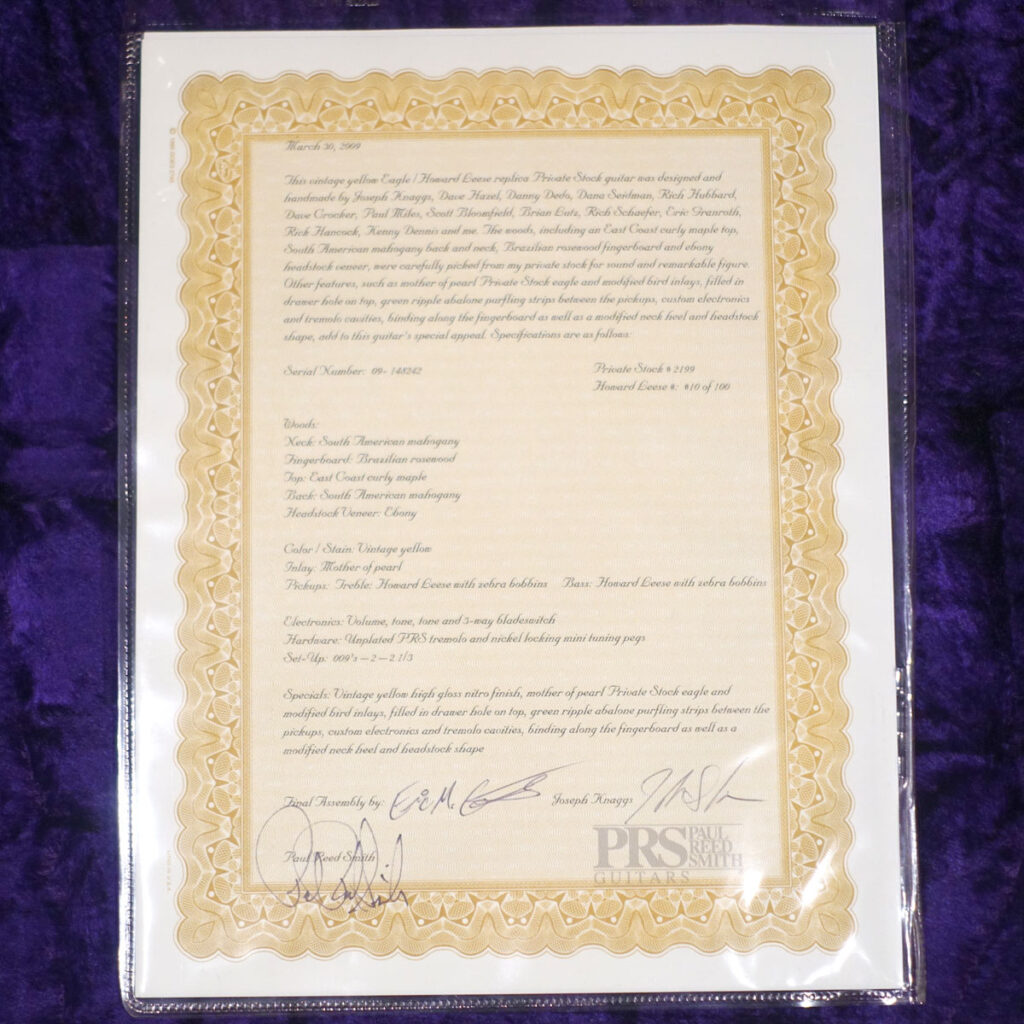 March 30, 2009
This vintage yellow Eagle / Howard Leese replica Private Stock guitar was designed and
handmade by Joseph Knaggs, Dave Hazel, Danny Dedo, Dana Seidman, Rich Hubbard,
Dave Crocker, Paul Miles, Scott Bloomfield, Brian Lutz, Rich Schaefer, Eric Granroth,
Rick Hancock, Kenny Dennis and me. The woods, including an East Coast curly maple top,
South American mahogany back and neck, Brazilian rosewood fingerboard and ebony
headstock veneer, were carefully picked from my private stock for sound and remarkable figure.
Other features, such as mother of pearl Private Stock eagle and modified bird inlays, filled in
drawer hole on top, green ripple abalone purfling strips between the pickups, custom electronics
and tremolo cavities, binding along the fingerboard as well as a modified neck heel and headstock
shape, add to this guitar's special appeal. Specifications are as follows:
Serial Number: 09- 148242 Private Stock # 2199
Howard Leese #: #10 of 100
Woods:
Neck: South American mahogany
Fingerboard: Brazilian rosewood
Top: East Coast curly maple
Back: South American mahogany
Headstock Veneer: Ebony
Color / Stain: Vintage yellow
Inlay: Mother of pearl
Pickups: Treble: Howard Leese with zebra bobbins Bass: Howard Leese with zebra bobbins
Electronics: Volume, tone, tone and 3-way bladeswitch
Hardware: Unplated PRS tremolo and nickel locking mini tuning pegs
Set-Up: 009's – 2 – 2 1/3
Specials: Vintage yellow high gloss nitro finish, mother of pearl Private Stock eagle and
modified bird inlays, filled in drawer hole on top, green ripple abalone purfling strips between the
pickups, custom electronics and tremolo cavities, binding along the fingerboard as well as a
modified neck heel and headstock shape
Final Assembly by: Eric M. Joseph Knaggs
Paul Reed Smith
PRS PAUL REED SMITH
GUITARS